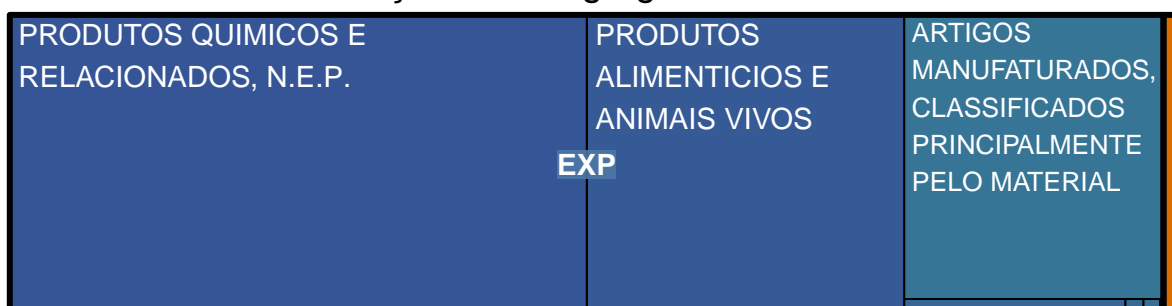 PRODUTOS QUIMICOS E
RELACIONADOS, N.E.P.
PRODUTOS
ALIMENTICIOS E
ANIMAIS VIVOS
ARTIGOS
MANUFATURADOS,
CLASSIFICADOS
PRINCIPALMENTE
PELO MATERIAL
EXP